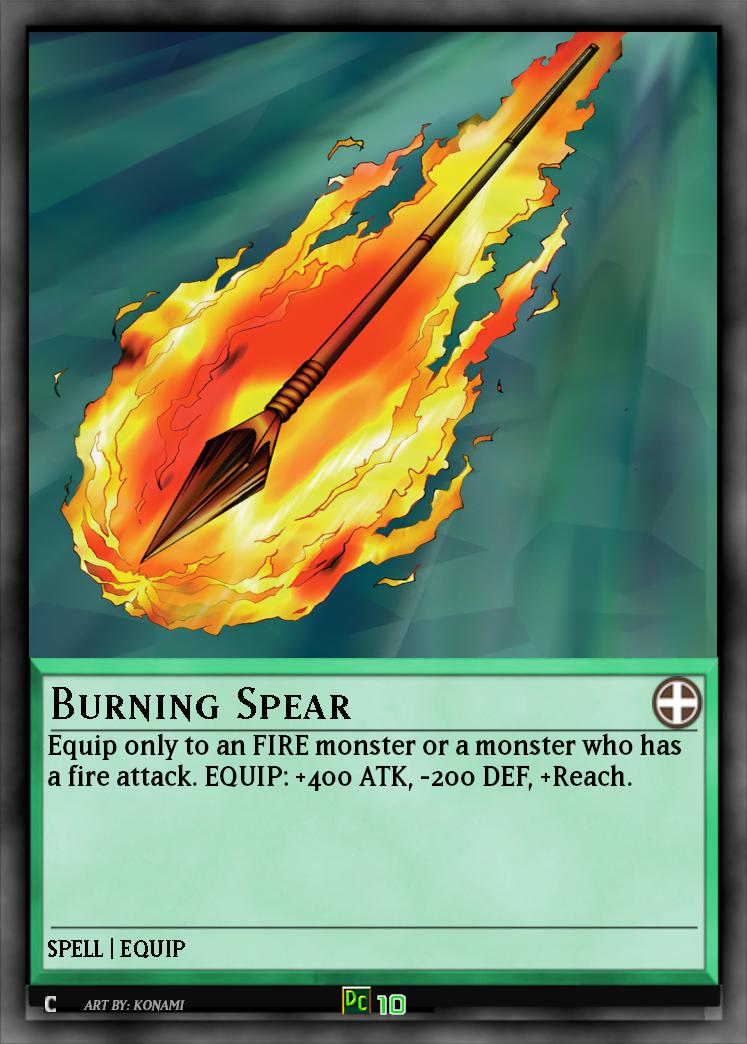 Burning Spear
Equip only to an FIRE monster or a monster who has
a fire attack. EQUIP: +400 ATK, -200 DEF, +Reach.
SPELL | EQUIP
C ART BY: KONAMI PC 10